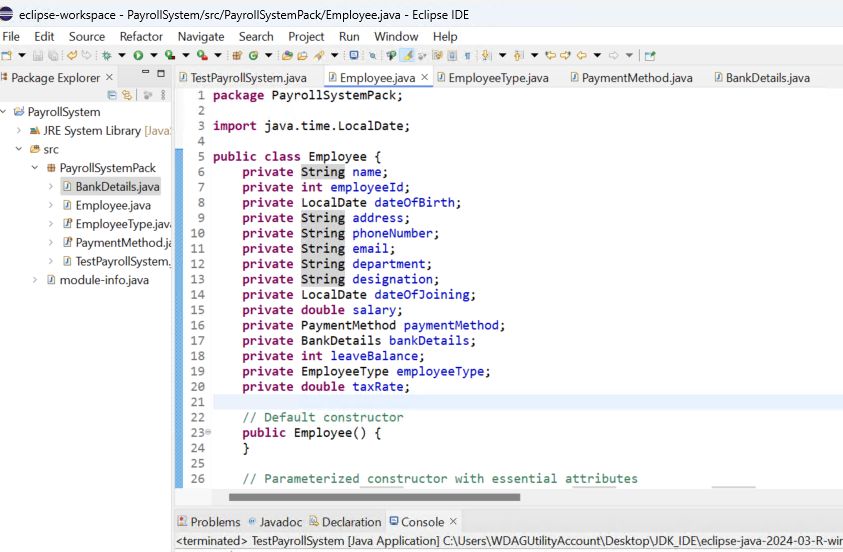 eclipse-workspace - PayrollSystem/src/PayrollSystemPack/Employee.java - Eclipse IDE
File Edit Source Refactor Navigate Search Project Run Window Help
Package Explorer
TestPayrollSystem.java Employee.java EmployeeType.java PaymentMethod.java BankDetails.java
PayrollSystem
JRE System Library [Java
src
PayrollSystemPack
BankDetails.java
Employee.java
EmployeeType.java
PaymentMethod.ja
TestPayrollSystem.
module-info.java
1 package PayrollSystemPack;
2
3 import java.time.LocalDate;
4
5 public class Employee {
6 private String name;
7 private int employeeId;
8 private LocalDate dateOfBirth;
9 private String address;
10 private String phoneNumber;
11 private String email;
12 private String department;
13 private String designation;
14 private LocalDate dateOfJoining;
15 private double salary;
16 private PaymentMethod paymentMethod;
17 private BankDetails bankDetails;
18 private int leaveBalance;
19 private EmployeeType employeeType;
20 private double taxRate;
21
22 // Default constructor
23 public Employee() {
24 }
25
26 // Parameterized constructor with essential attributes
Problems Javadoc Declaration Console
<terminated> TestPayrollSystem [Java Application] C:\Users\WDAGUtilityAccount\Desktop\JDK_IDE\eclipse-java-2024-03-R-wi